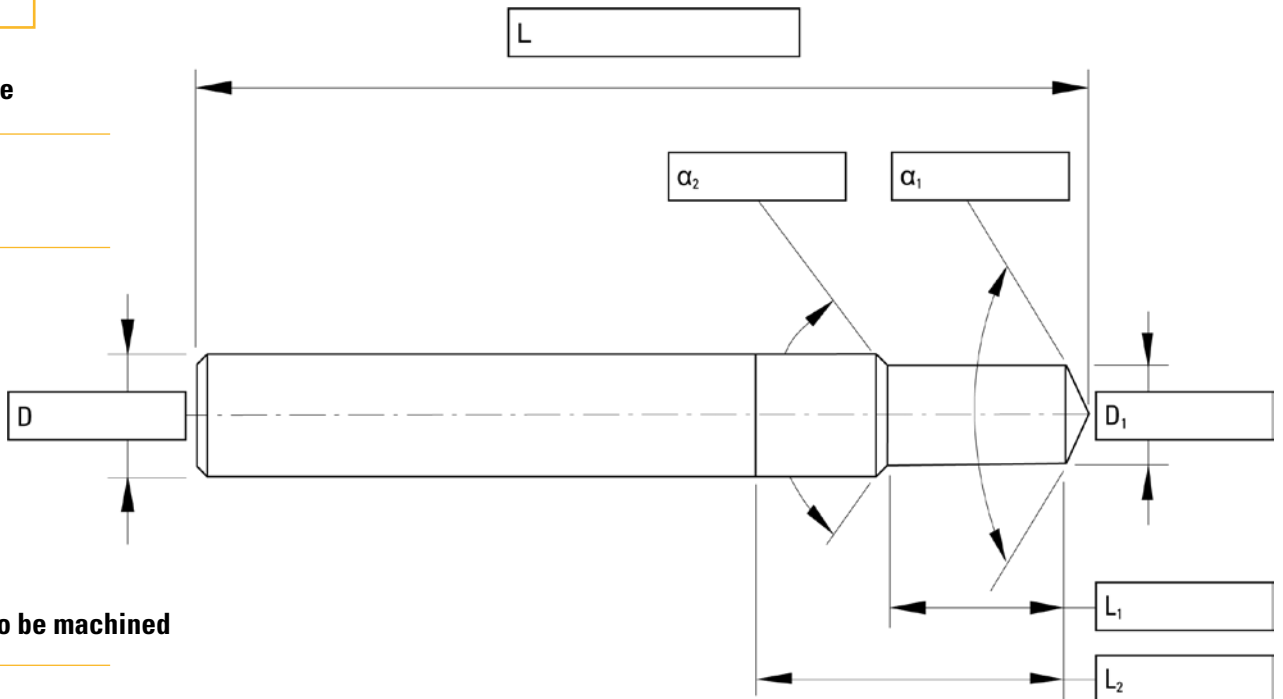 L
e
α₂
α₁
D
D₁
o be machined
L₁
L₂